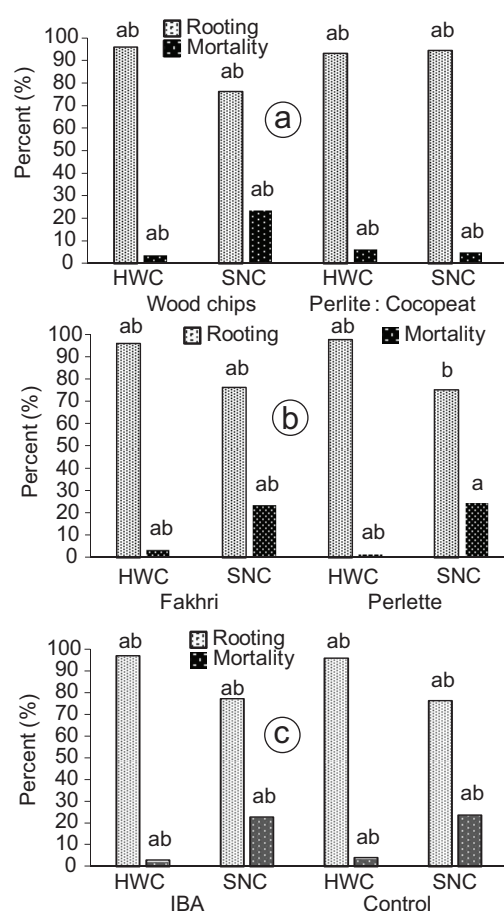 Rooting
Mortality
ab ab ab ab
ab ab ab ab
100
90
80
70
60
50
40
30
20
10
0
Percent (%)
a
HWC SNC HWC SNC
Wood chips Perlite : Cocopeat
Rooting Mortality
ab ab ab b
ab ab ab a
100
90
80
70
60
50
40
30
20
10
0
Percent (%)
b
HWC SNC HWC SNC
Fakhri Perlette
Rooting
Mortality
ab ab ab ab
ab ab ab ab
100
90
80
70
60
50
40
30
20
10
0
Percent (%)
c
HWC SNC HWC SNC
IBA Control